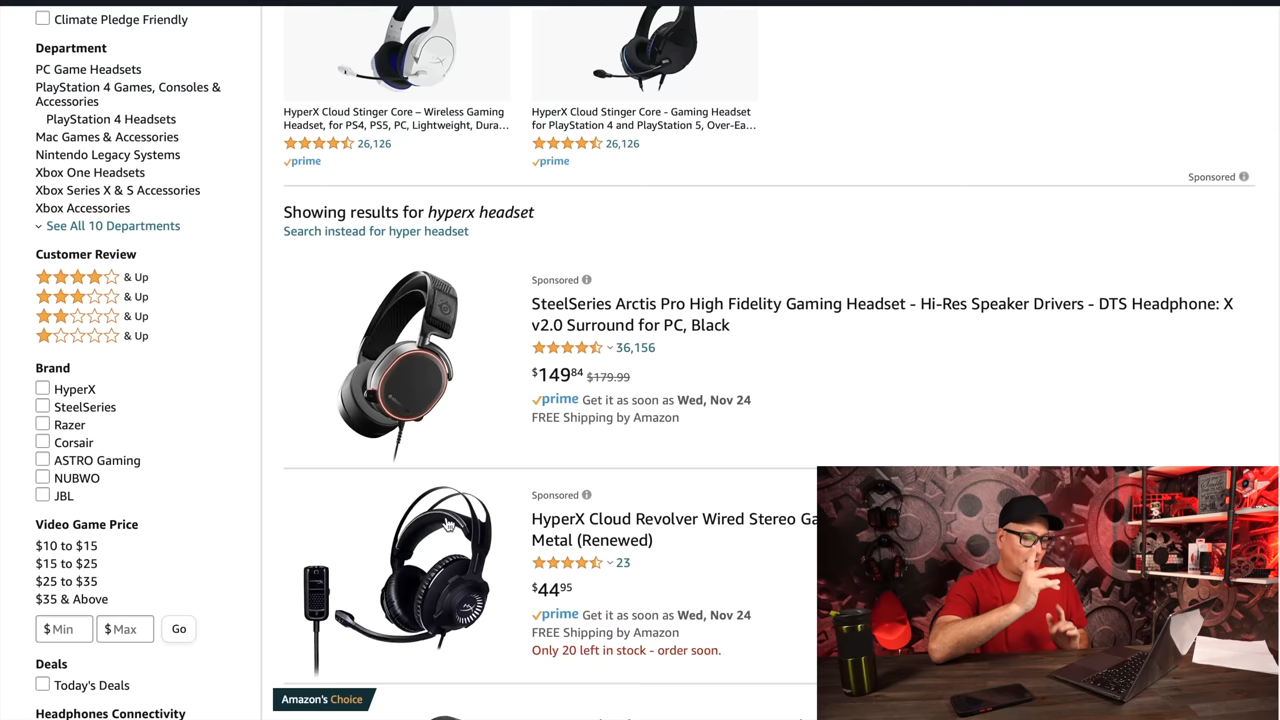 Climate Pledge Friendly
Department
PC Game Headsets
PlayStation 4 Games, Consoles &
Accessories
PlayStation 4 Headsets
Mac Games & Accessories
Nintendo Legacy Systems
Xbox One Headsets
Xbox Series X & S Accessories
Xbox Accessories
See All 10 Departments
Customer Review
& Up
& Up
& Up
& Up
Brand
HyperX
SteelSeries
Razer
Corsair
ASTRO Gaming
NUBWO
JBL
Video Game Price
$10 to $15
$15 to $25
$25 to $35
$35 & Above
$ Min $ Max Go
Deals
Today's Deals
Headphones Connectivity
HyperX Cloud Stinger Core – Wireless Gaming
Headset, for PS4, PS5, PC, Lightweight, Dura...
26,126
prime
HyperX Cloud Stinger Core - Gaming Headset
for PlayStation 4 and PlayStation 5, Over-Ea...
26,126
prime
Sponsored
Showing results for hyperx headset
Search instead for hyper headset
Sponsored
SteelSeries Arctis Pro High Fidelity Gaming Headset - Hi-Res Speaker Drivers - DTS Headphone: X
v2.0 Surround for PC, Black
36,156
$14984 $179.99
prime Get it as soon as Wed, Nov 24
FREE Shipping by Amazon
Sponsored
HyperX Cloud Revolver Wired Stereo Ga
Metal (Renewed)
23
$4495
prime Get it as soon as Wed, Nov 24
FREE Shipping by Amazon
Only 20 left in stock - order soon.
Amazon's Choice